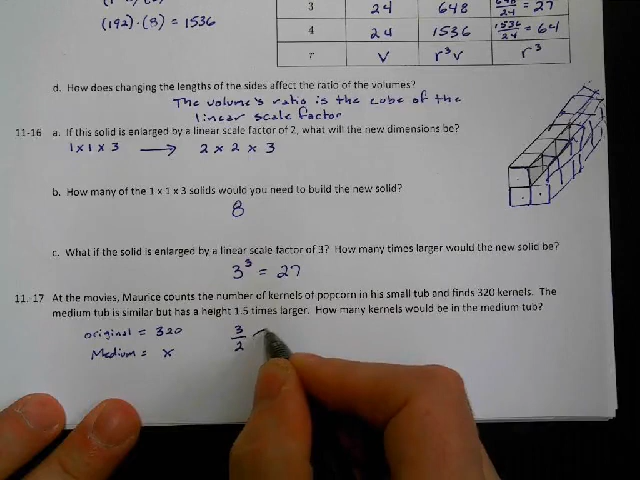 3 24 648 648/24 = 27
(192)·(8) = 1536
4 24 1536 1536/24 = 64
r V r³V r³
d. How does changing the lengths of the sides affect the ratio of the volumes?
The volume's ratio is the cube of the
linear scale factor
11-16 a. If this solid is enlarged by a linear scale factor of 2, what will the new dimensions be?
1x1x3 → 2 x 2 x 3
b. How many of the 1 x 1 x 3 solids would you need to build the new solid?
8
c. What if the solid is enlarged by a linear scale factor of 3? How many times larger would the new solid be?
3³ = 27
11-17 At the movies, Maurice counts the number of kernels of popcorn in his small tub and finds 320 kernels. The
medium tub is similar but has a height 1.5 times larger. How many kernels would be in the medium tub?
original = 320 3/2
Medium = x